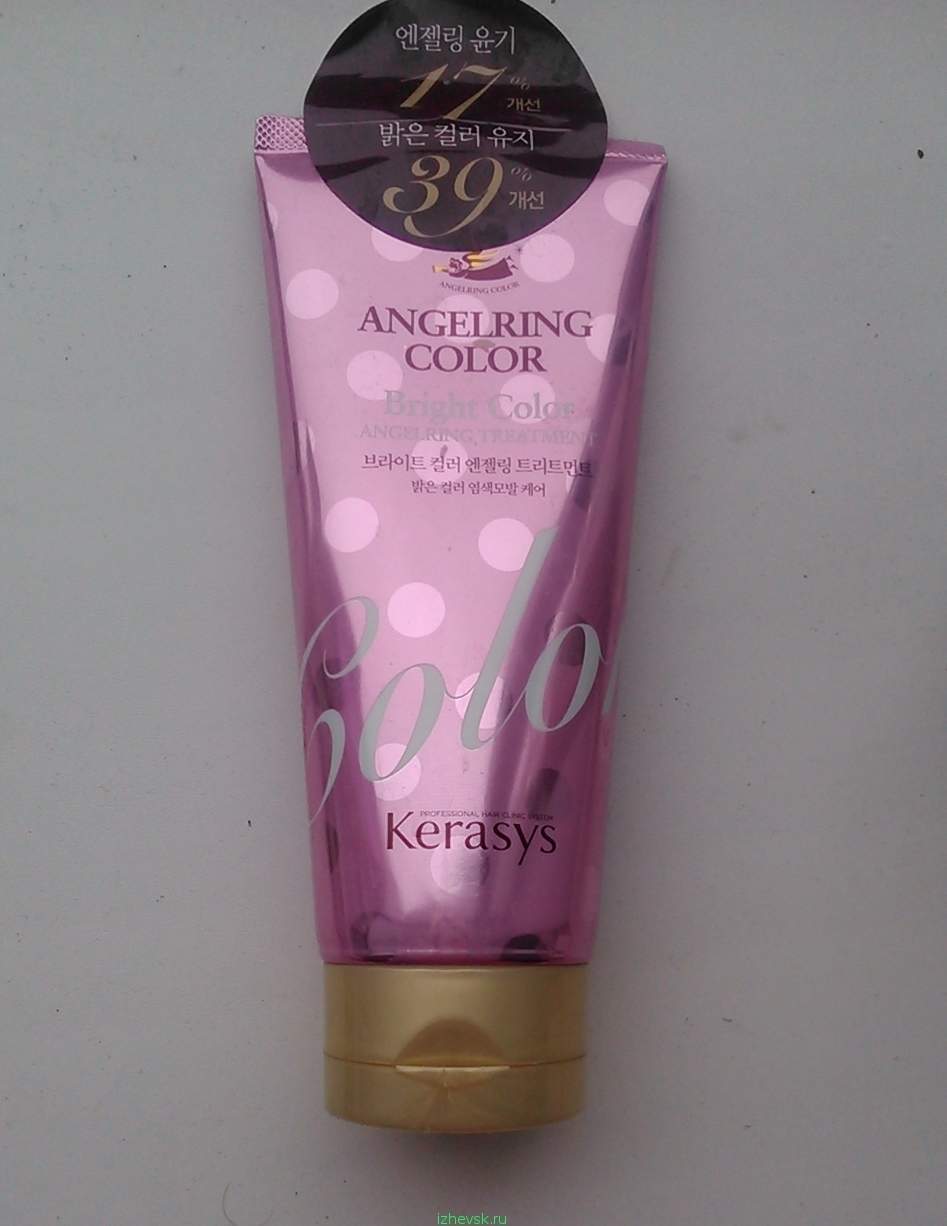 엔젤링 윤기
17% 개선
밝은 컬러 유지
39% 개선
ANGELRING COLOR
ANGELRING
COLOR
Bright Color
ANGELRING TREATMENT
브라이트 컬러 엔젤링 트리트먼트
밝은 컬러 염색모발 케어
Color
PROFESSIONAL HAIR CLINIC SYSTEM
Kerasys
izhevsk.ru